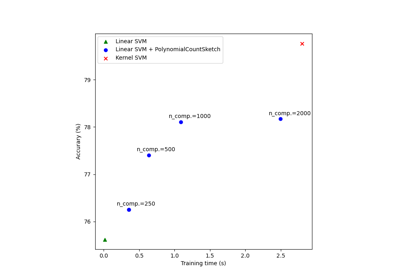 Linear SVM
Linear SVM + PolynomialCountSketch
Kernel SVM
79
78
77
76
n_comp.=1000
n_comp.=2000
n_comp.=500
n_comp.=250
Accurary (%)
0.0 0.5 1.0 1.5 2.0 2.5
Training time (s)